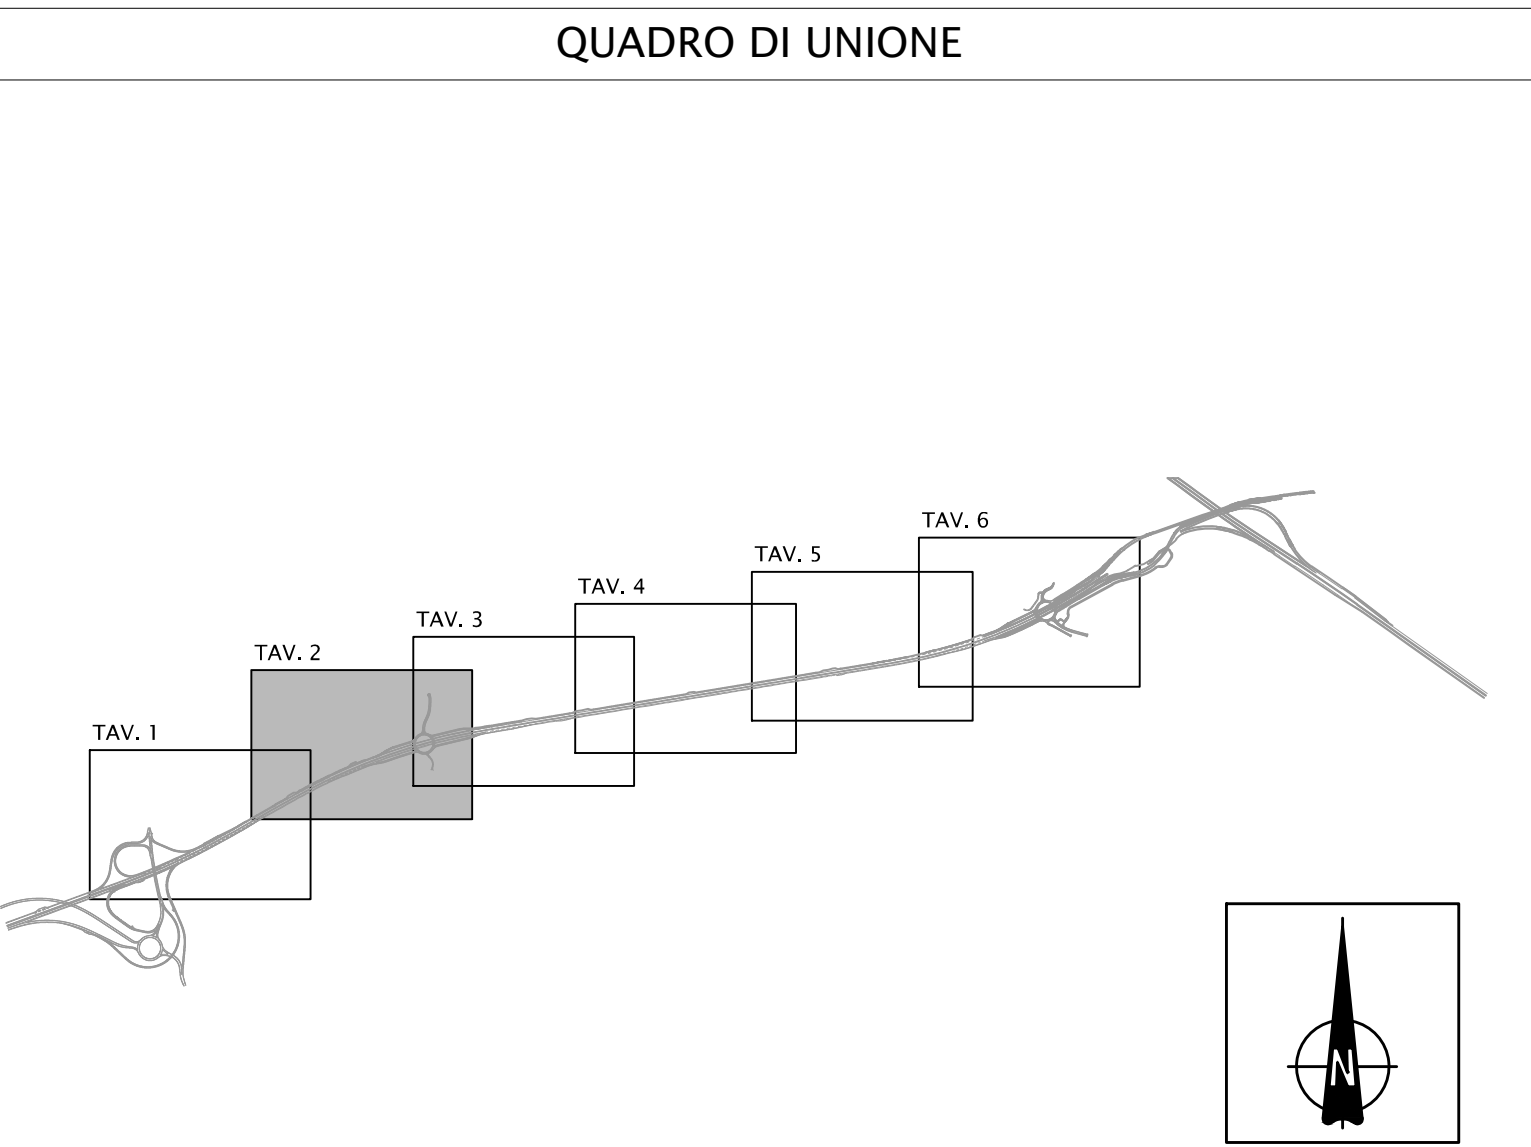 QUADRO DI UNIONE
TAV. 6
TAV. 5
TAV. 4
TAV. 3
TAV. 2
TAV. 1
N